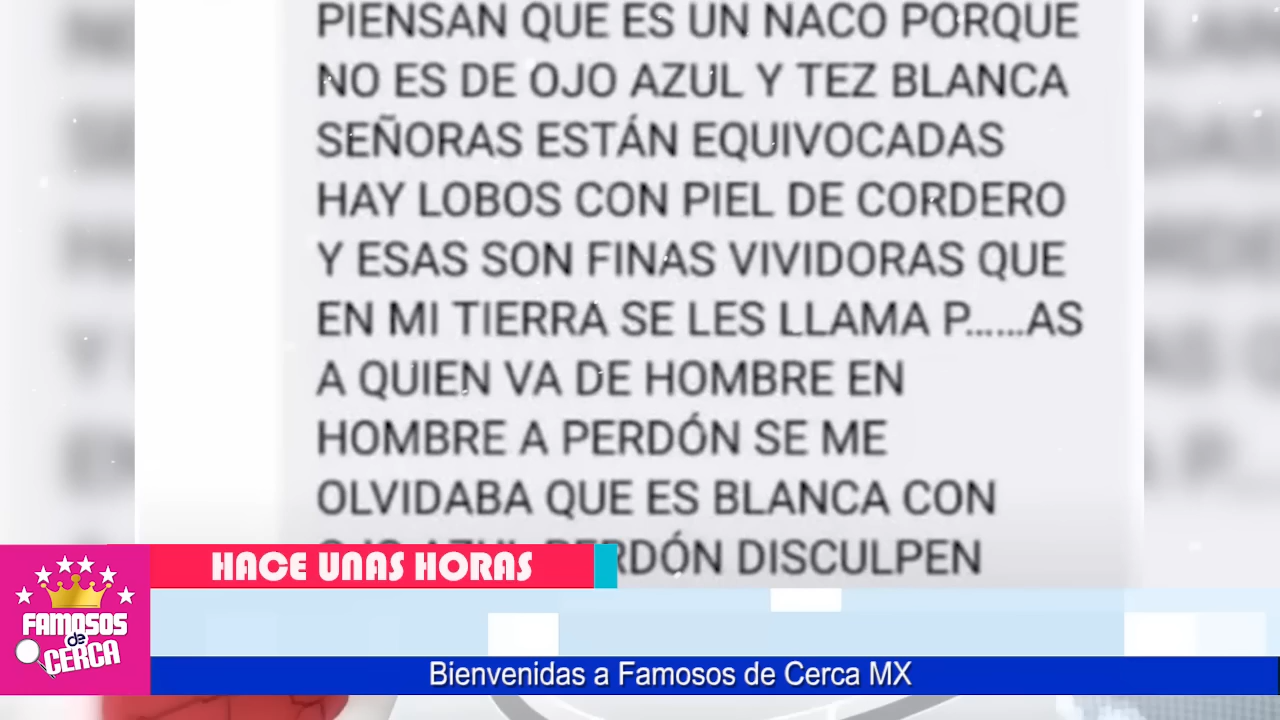 PIENSAN QUE ES UN NACO PORQUE
NO ES DE OJO AZUL Y TEZ BLANCA
SEÑORAS ESTÁN EQUIVOCADAS
HAY LOBOS CON PIEL DE CORDERO
Y ESAS SON FINAS VIVIDORAS QUE
EN MI TIERRA SE LES LLAMA P......AS
A QUIEN VA DE HOMBRE EN
HOMBRE A PERDÓN SE ME
OLVIDABA QUE ES BLANCA CON
OJO AZUL PERDÓN DISCULPEN
HACE UNAS HORAS
FAMOSOS
de
CERCA
Bienvenidas a Famosos de Cerca MX